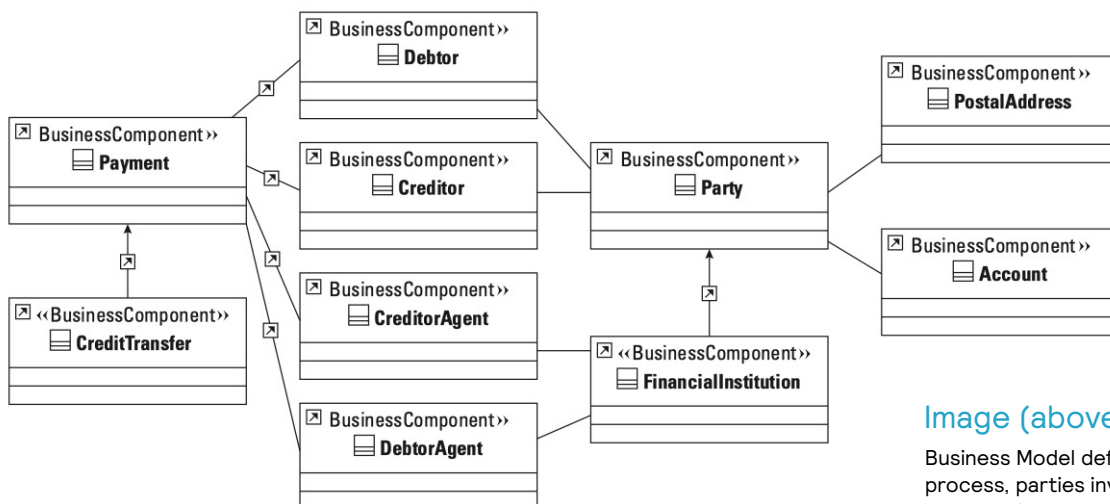 BusinessComponent››
Debtor
BusinessComponent››
Payment
BusinessComponent››
Creditor
BusinessComponent››
CreditorAgent
‹‹BusinessComponent››
CreditTransfer
BusinessComponent››
DebtorAgent
BusinessComponent››
Party
‹‹BusinessComponent››
FinancialInstitution
BusinessComponent››
PostalAddress
BusinessComponent››
Account
Image (above
Business Model def
process, parties inv